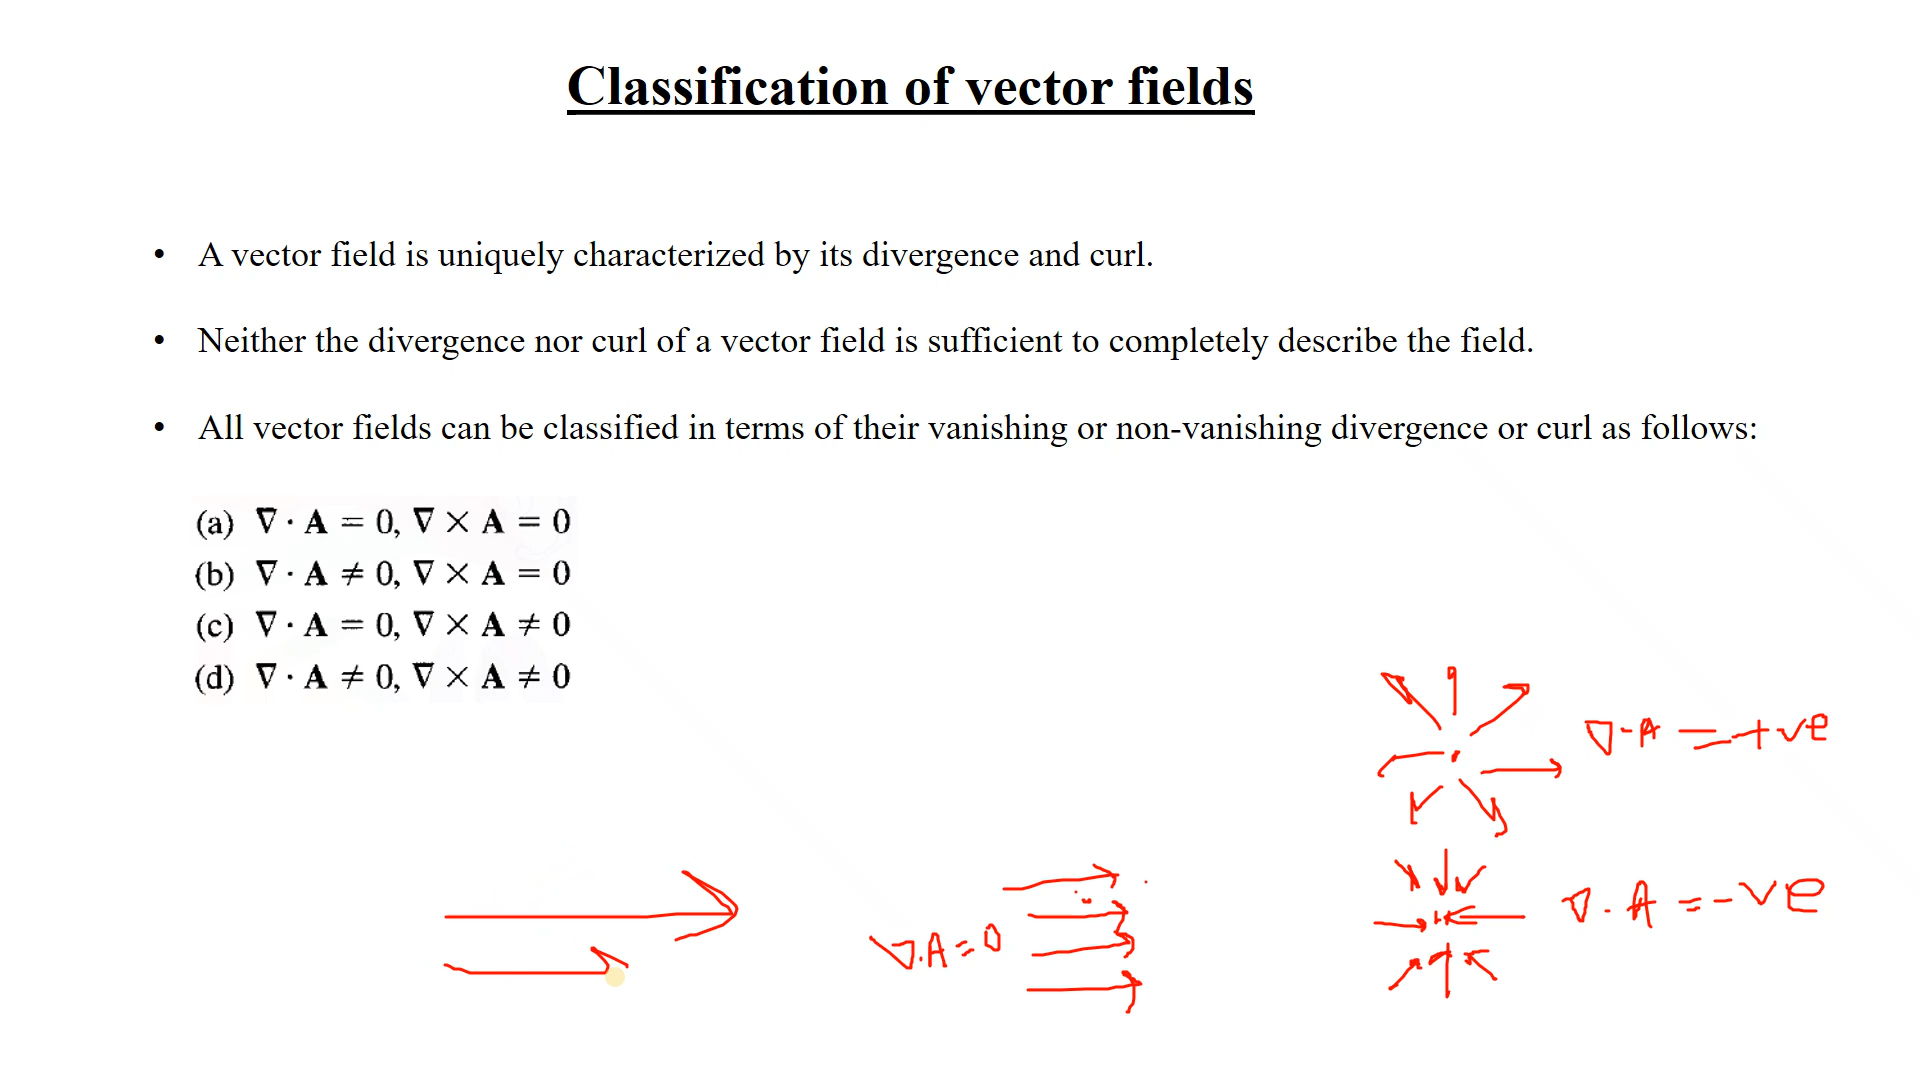 Classification of vector fields
• A vector field is uniquely characterized by its divergence and curl.
• Neither the divergence nor curl of a vector field is sufficient to completely describe the field.
• All vector fields can be classified in terms of their vanishing or non-vanishing divergence or curl as follows:
(a) ∇ · A = 0, ∇ × A = 0
(b) ∇ · A ≠ 0, ∇ × A = 0
(c) ∇ · A = 0, ∇ × A ≠ 0
(d) ∇ · A ≠ 0, ∇ × A ≠ 0
∇·A = +ve
∇·A = -ve
∇·A = 0